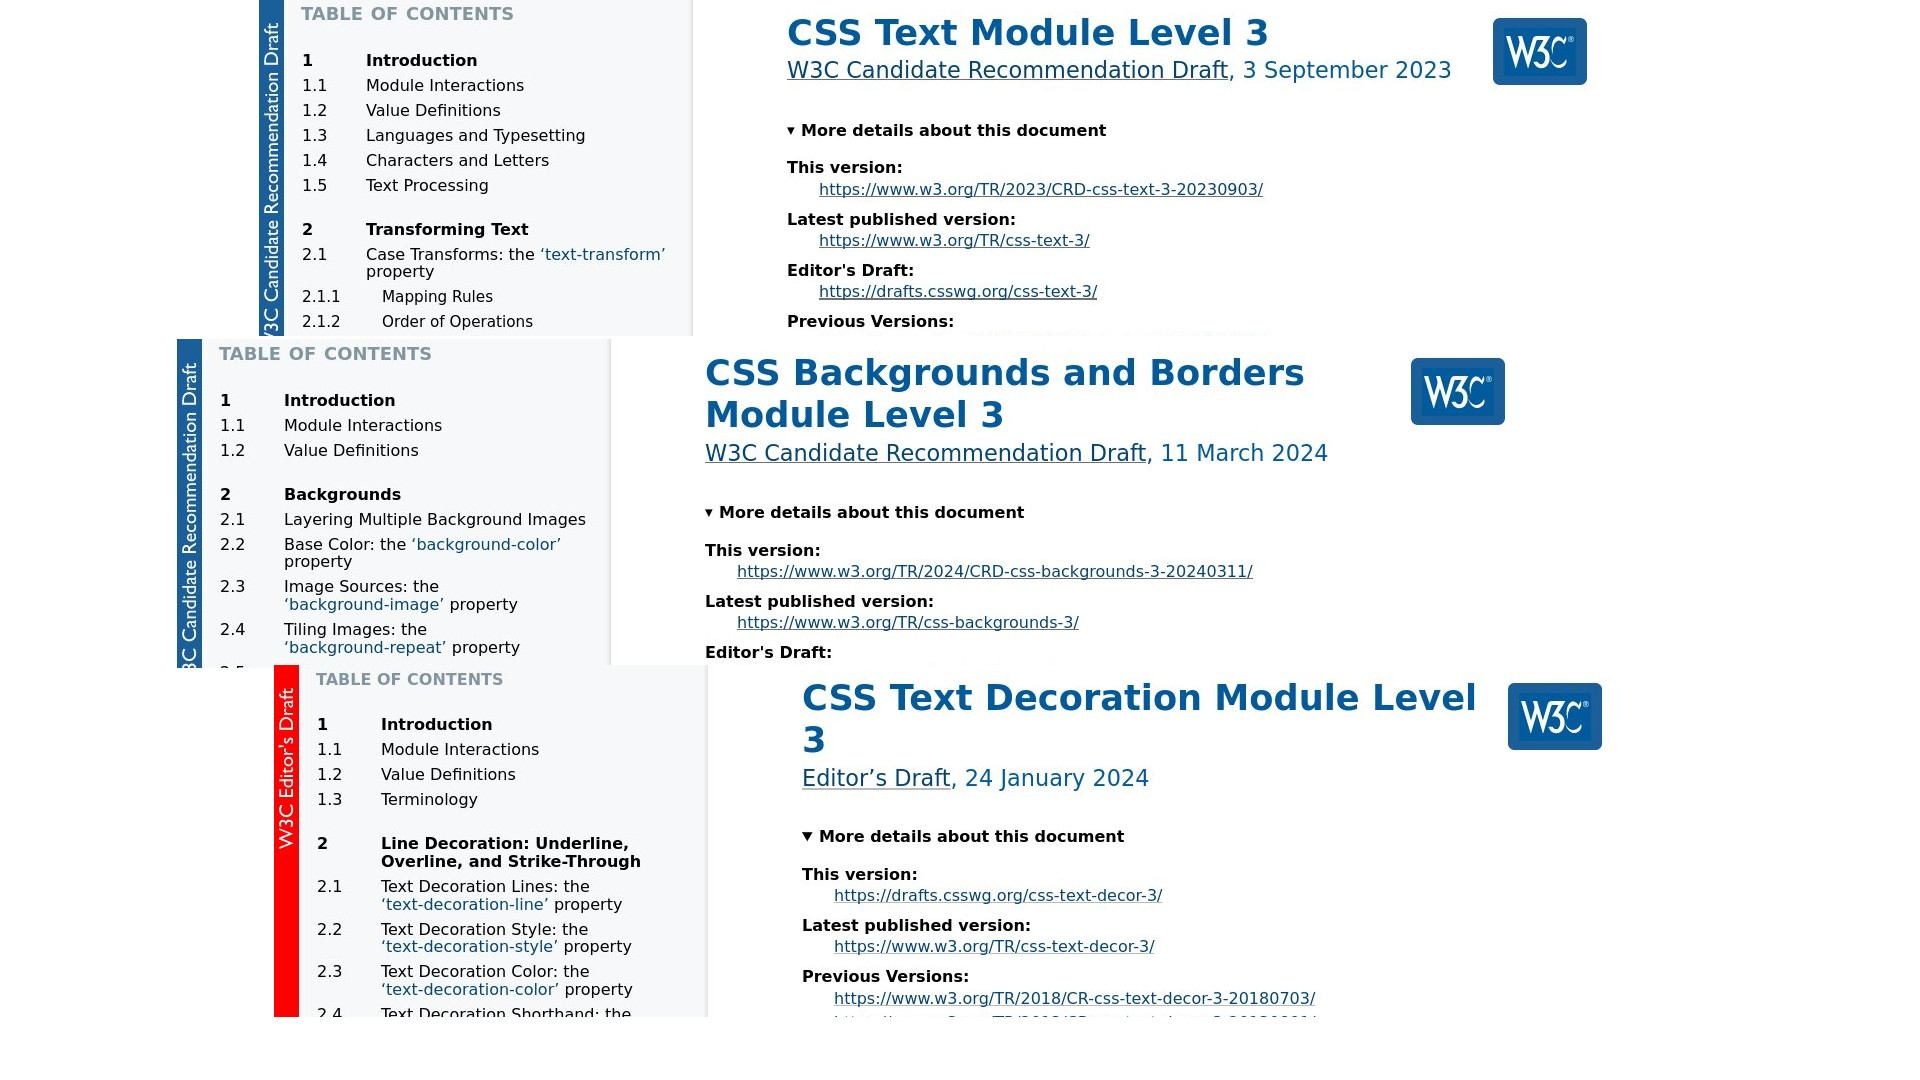 W3C Candidate Recommendation Draft
TABLE OF CONTENTS
1 Introduction
1.1 Module Interactions
1.2 Value Definitions
1.3 Languages and Typesetting
1.4 Characters and Letters
1.5 Text Processing
2 Transforming Text
2.1 Case Transforms: the ‘text-transform’
property
2.1.1 Mapping Rules
2.1.2 Order of Operations
CSS Text Module Level 3
W3C Candidate Recommendation Draft, 3 September 2023
W3C®
▾ More details about this document
This version:
https://www.w3.org/TR/2023/CRD-css-text-3-20230903/
Latest published version:
https://www.w3.org/TR/css-text-3/
Editor's Draft:
https://drafts.csswg.org/css-text-3/
Previous Versions:
3C Candidate Recommendation Draft
TABLE OF CONTENTS
1 Introduction
1.1 Module Interactions
1.2 Value Definitions
2 Backgrounds
2.1 Layering Multiple Background Images
2.2 Base Color: the ‘background-color’
property
2.3 Image Sources: the
‘background-image’ property
2.4 Tiling Images: the
‘background-repeat’ property
CSS Backgrounds and Borders
Module Level 3
W3C Candidate Recommendation Draft, 11 March 2024
W3C®
▾ More details about this document
This version:
https://www.w3.org/TR/2024/CRD-css-backgrounds-3-20240311/
Latest published version:
https://www.w3.org/TR/css-backgrounds-3/
Editor's Draft:
W3C Editor's Draft
TABLE OF CONTENTS
1 Introduction
1.1 Module Interactions
1.2 Value Definitions
1.3 Terminology
2 Line Decoration: Underline,
Overline, and Strike-Through
2.1 Text Decoration Lines: the
‘text-decoration-line’ property
2.2 Text Decoration Style: the
‘text-decoration-style’ property
2.3 Text Decoration Color: the
‘text-decoration-color’ property
2.4 Text Decoration Shorthand: the
CSS Text Decoration Module Level
3
Editor’s Draft, 24 January 2024
W3C®
▼ More details about this document
This version:
https://drafts.csswg.org/css-text-decor-3/
Latest published version:
https://www.w3.org/TR/css-text-decor-3/
Previous Versions:
https://www.w3.org/TR/2018/CR-css-text-decor-3-20180703/